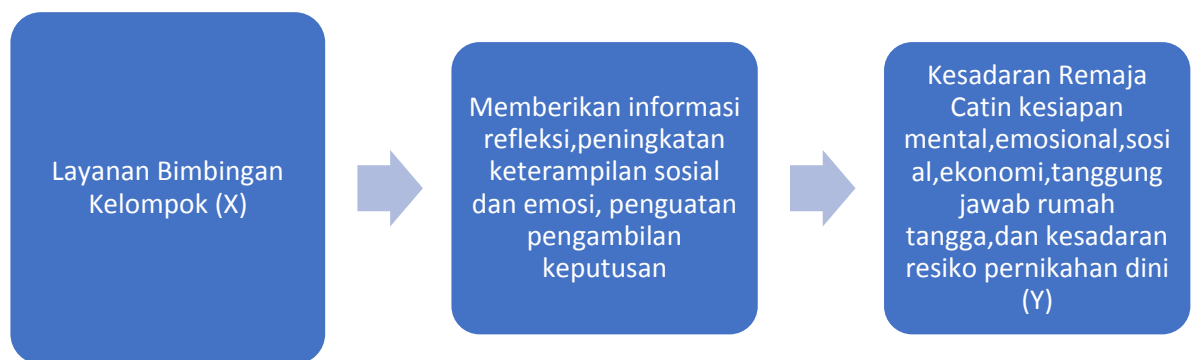 Layanan Bimbingan
Kelompok (X)
Memberikan informasi
refleksi,peningkatan
keterampilan sosial
dan emosi, penguatan
pengambilan
keputusan
Kesadaran Remaja
Catin kesiapan
mental,emosional,sosi
al,ekonomi,tanggung
jawab rumah
tangga,dan kesadaran
resiko pernikahan dini
(Y)